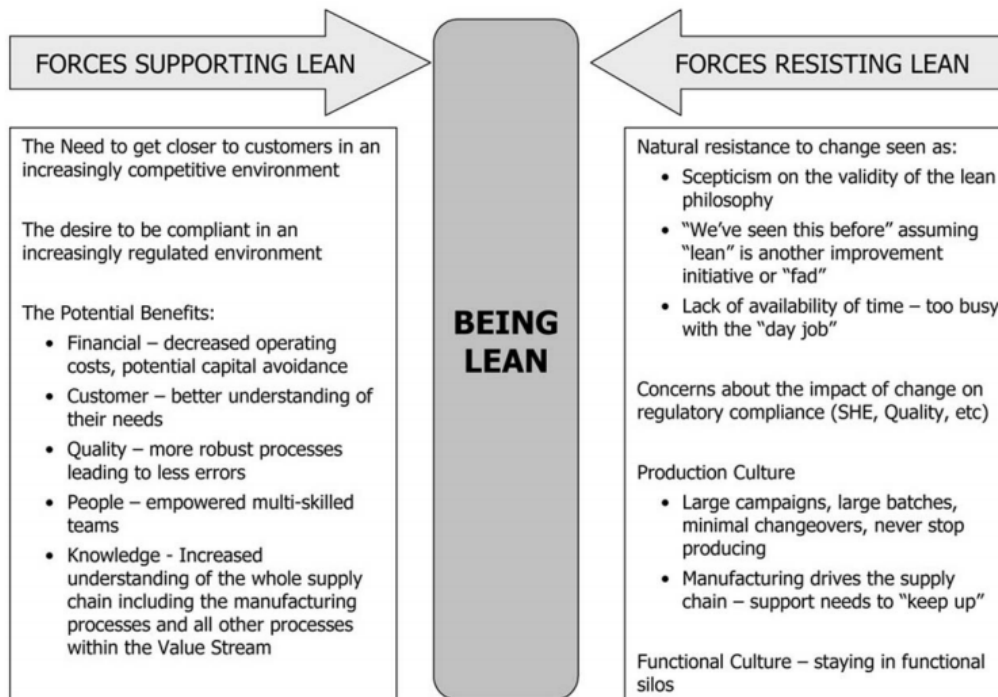 FORCES SUPPORTING LEAN
The Need to get closer to customers in an
increasingly competitive environment
The desire to be compliant in an
increasingly regulated environment
The Potential Benefits:
• Financial – decreased operating
costs, potential capital avoidance
• Customer – better understanding of
their needs
• Quality – more robust processes
leading to less errors
• People – empowered multi-skilled
teams
• Knowledge - Increased
understanding of the whole supply
chain including the manufacturing
processes and all other processes
within the Value Stream
BEING
LEAN
FORCES RESISTING LEAN
Natural resistance to change seen as:
• Scepticism on the validity of the lean
philosophy
• “We’ve seen this before” assuming
“lean” is another improvement
initiative or “fad”
• Lack of availability of time – too busy
with the “day job”
Concerns about the impact of change on
regulatory compliance (SHE, Quality, etc)
Production Culture
• Large campaigns, large batches,
minimal changeovers, never stop
producing
• Manufacturing drives the supply
chain – support needs to “keep up”
Functional Culture – staying in functional
silos